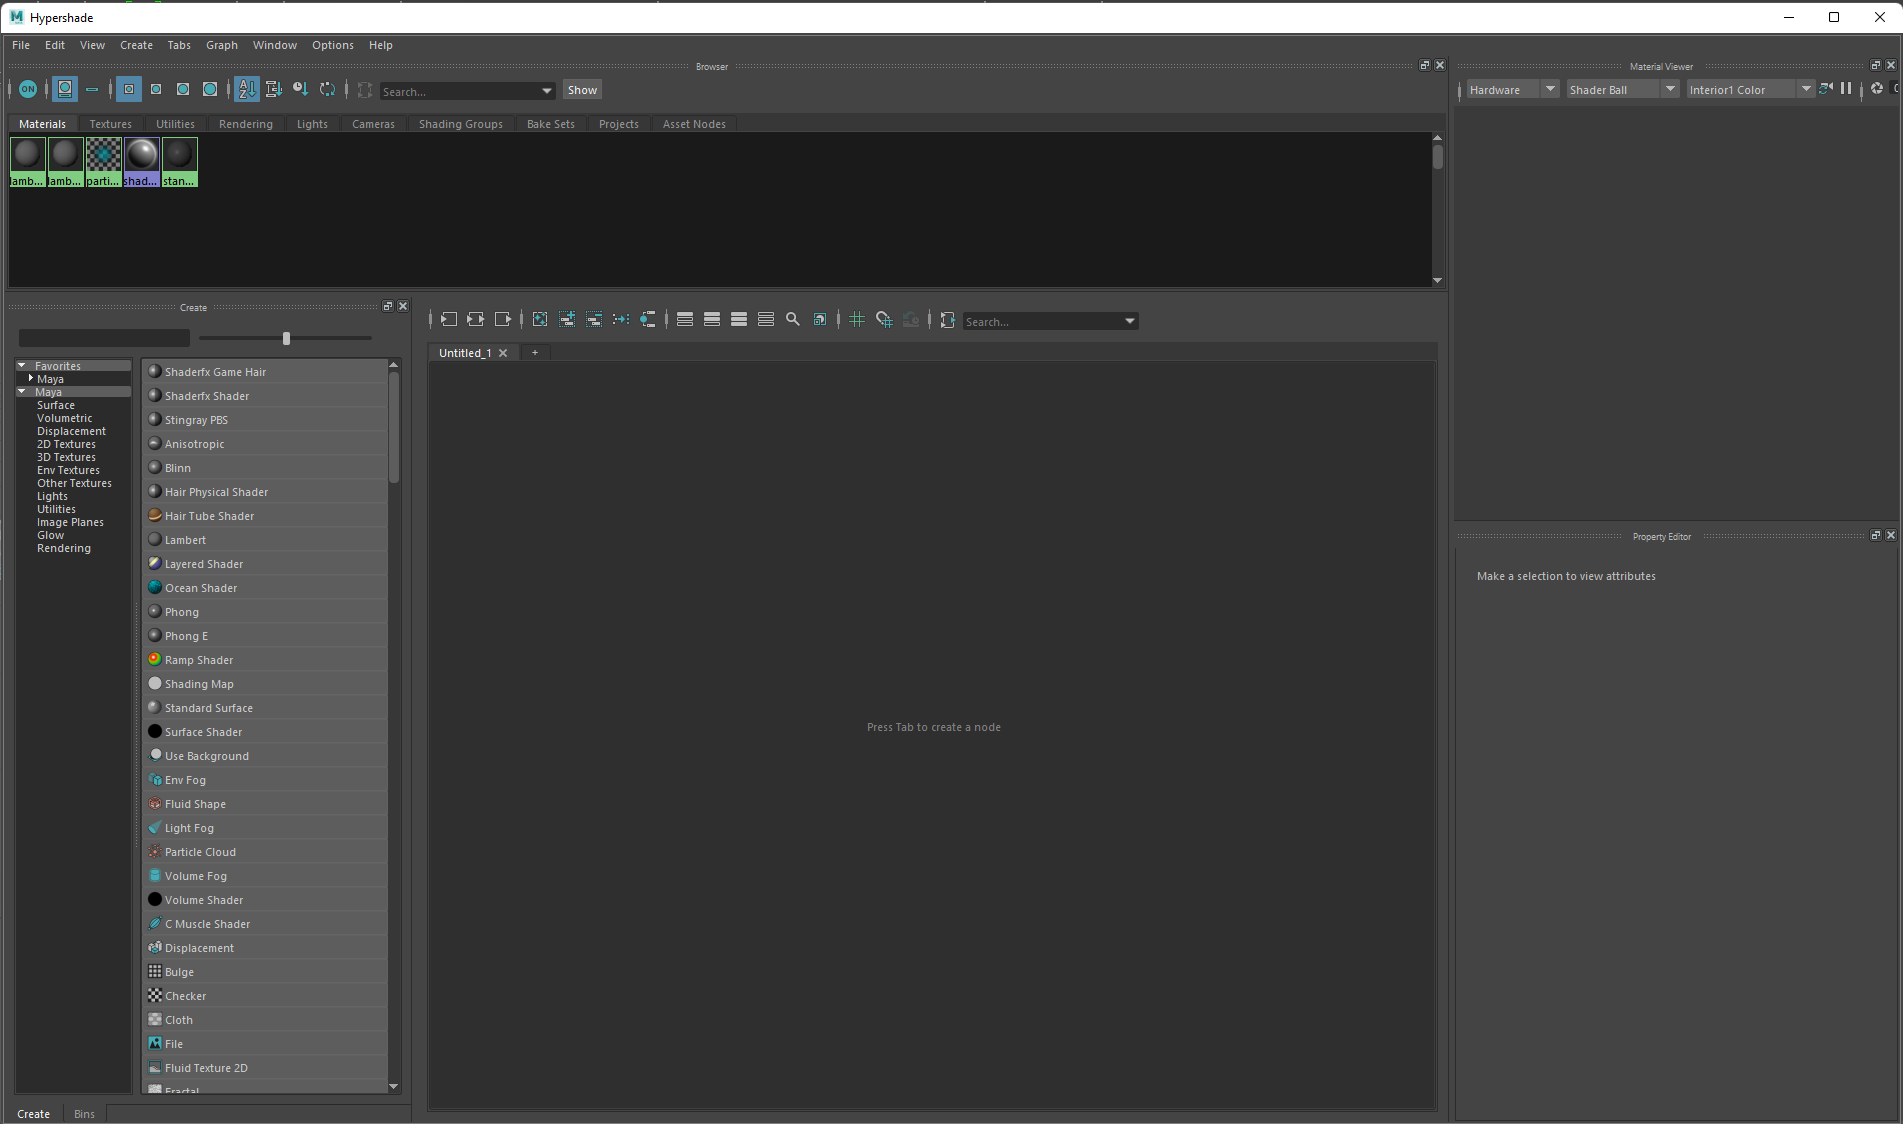 Hypershade
File Edit View Create Tabs Graph Window Options Help
Browser
ON
A
Z
Search...
Show
Materials Textures Utilities Rendering Lights Cameras Shading Groups Bake Sets Projects Asset Nodes
lamb... lamb... parti... shad... stan...
Material Viewer
Hardware Shader Ball Interior1 Color
Create
Favorites
Maya
Maya
Surface
Volumetric
Displacement
2D Textures
3D Textures
Env Textures
Other Textures
Lights
Utilities
Image Planes
Glow
Rendering
Shaderfx Game Hair
Shaderfx Shader
Stingray PBS
Anisotropic
Blinn
Hair Physical Shader
Hair Tube Shader
Lambert
Layered Shader
Ocean Shader
Phong
Phong E
Ramp Shader
Shading Map
Standard Surface
Surface Shader
Use Background
Env Fog
Fluid Shape
Light Fog
Particle Cloud
Volume Fog
Volume Shader
C Muscle Shader
Displacement
Bulge
Checker
Cloth
File
Fluid Texture 2D
Fractal
Create Bins
Search...
Untitled_1 +
Press Tab to create a node
Property Editor
Make a selection to view attributes